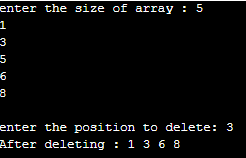 enter the size of array : 5
1
3
5
6
8
enter the position to delete: 3
After deleting : 1 3 6 8